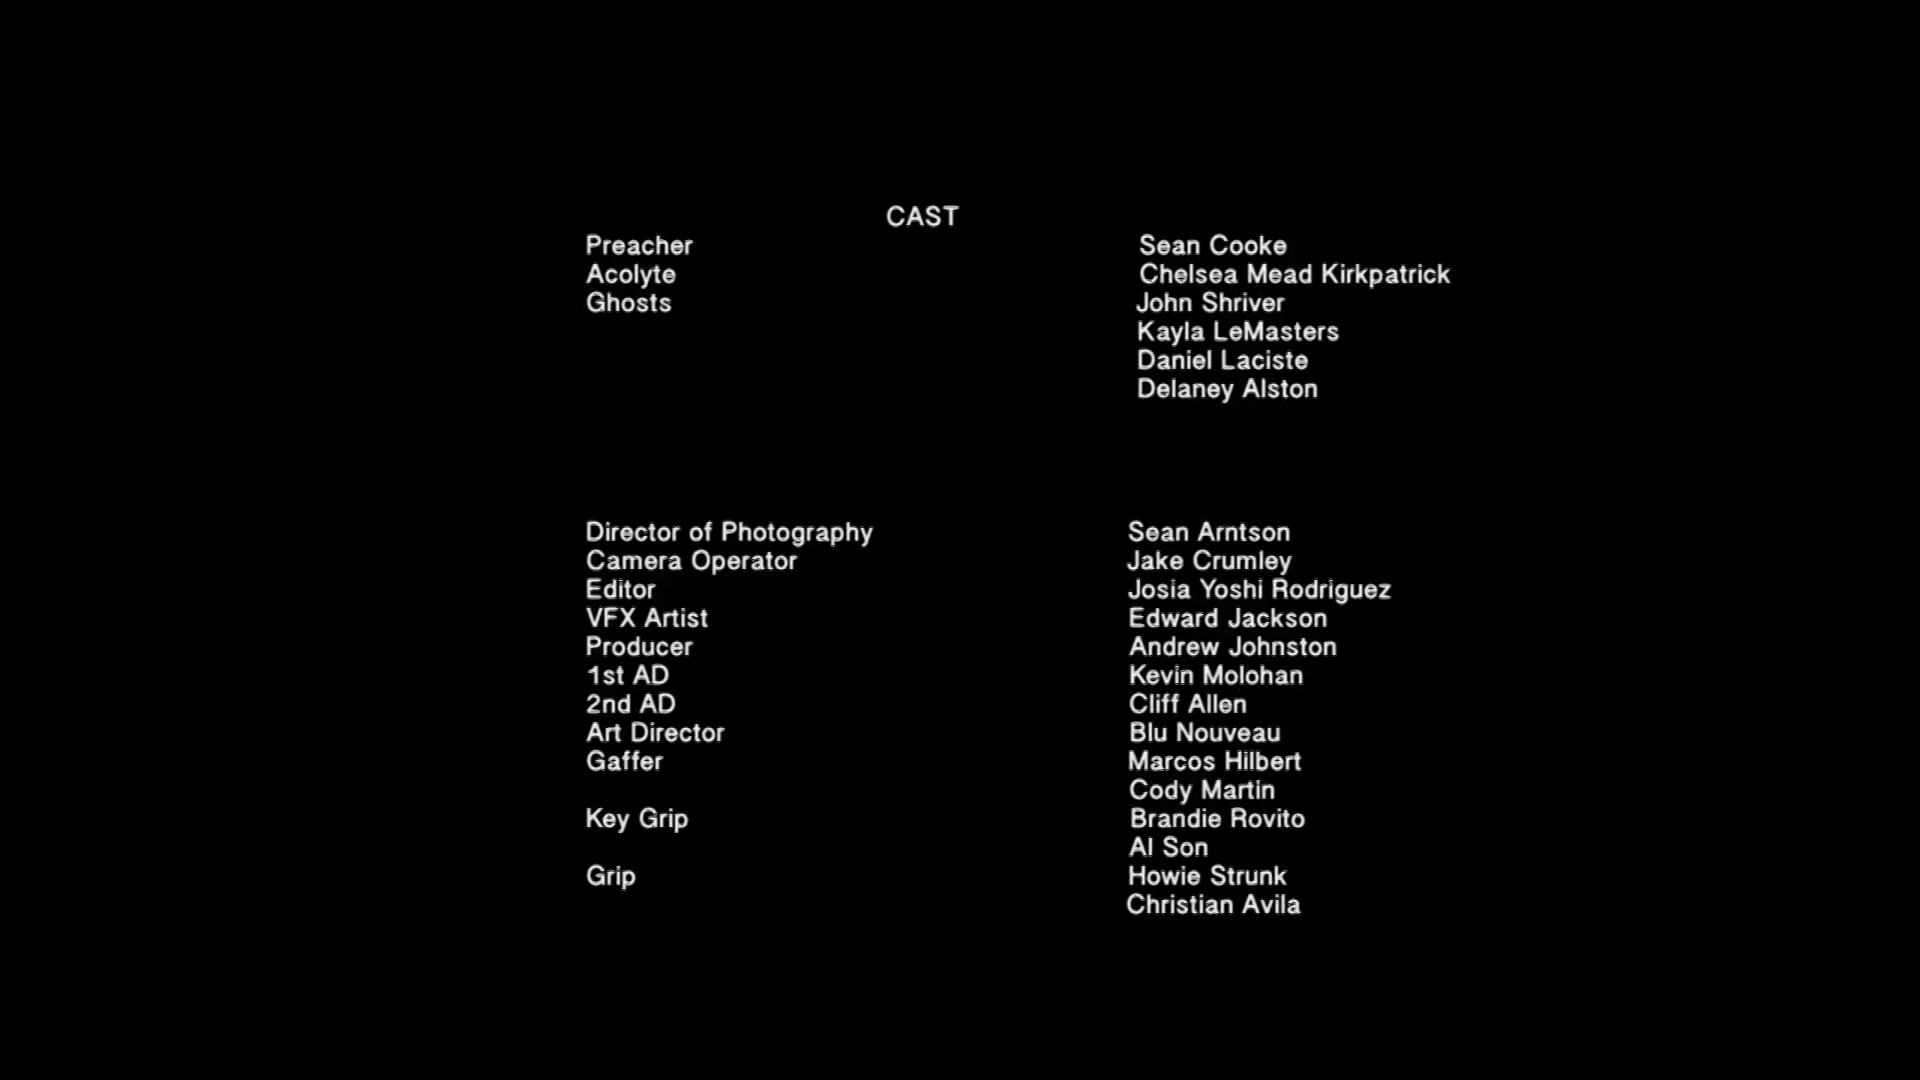 CAST
Preacher Sean Cooke
Acolyte Chelsea Mead Kirkpatrick
Ghosts John Shriver
Kayla LeMasters
Daniel Laciste
Delaney Alston
Director of Photography Sean Arntson
Camera Operator Jake Crumley
Editor Josia Yoshi Rodriguez
VFX Artist Edward Jackson
Producer Andrew Johnston
1st AD Kevin Molohan
2nd AD Cliff Allen
Art Director Blu Nouveau
Gaffer Marcos Hilbert
Cody Martin
Key Grip Brandie Rovito
Al Son
Grip Howie Strunk
Christian Avila